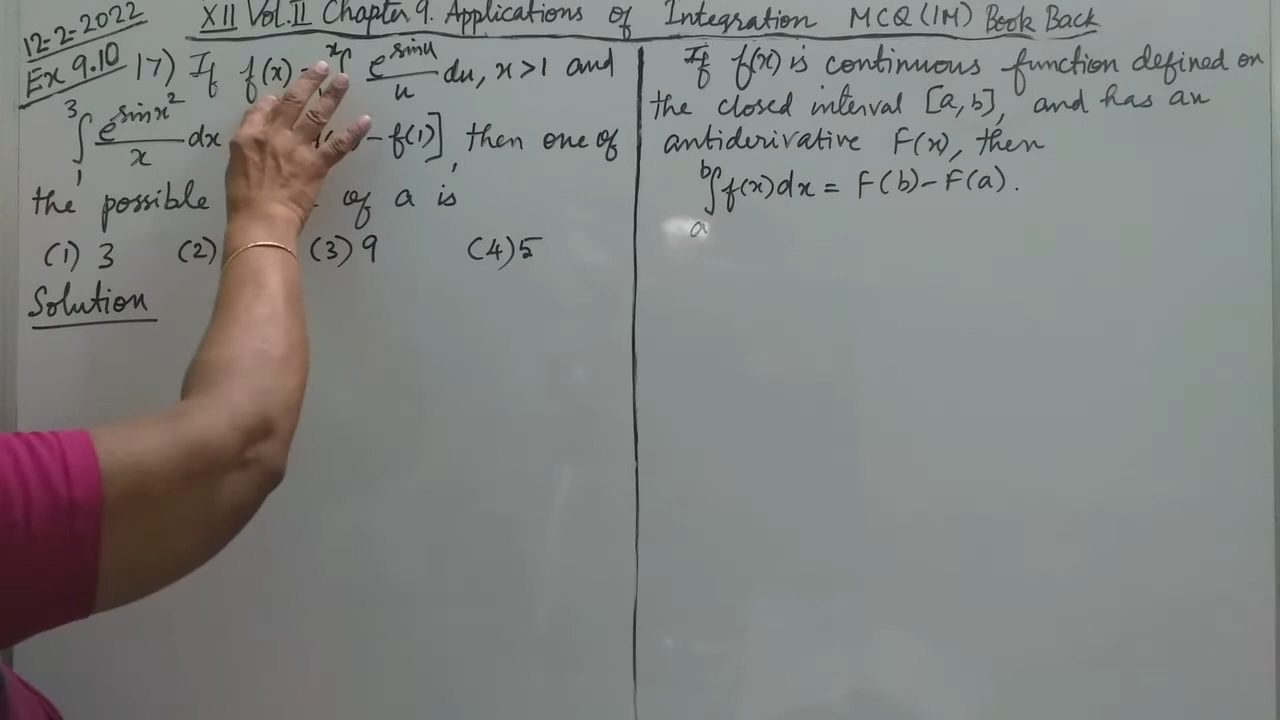 12-2-2022
XII Vol.II Chapter 9. Applications of Integration MCQ (1M) Book Back
Ex 9.10
17) If f(x) = x∫ e^sinu/u du, x>1 and
3∫1 e^sinx²/x dx - f(1)], then one of
the possible of a is
(1) 3 (2) (3) 9 (4) 5
Solution
If f(x) is continuous function defined on
the closed interval [a,b], and has an
antiderivative F(x), then
b∫a f(x)dx = F(b)-F(a).